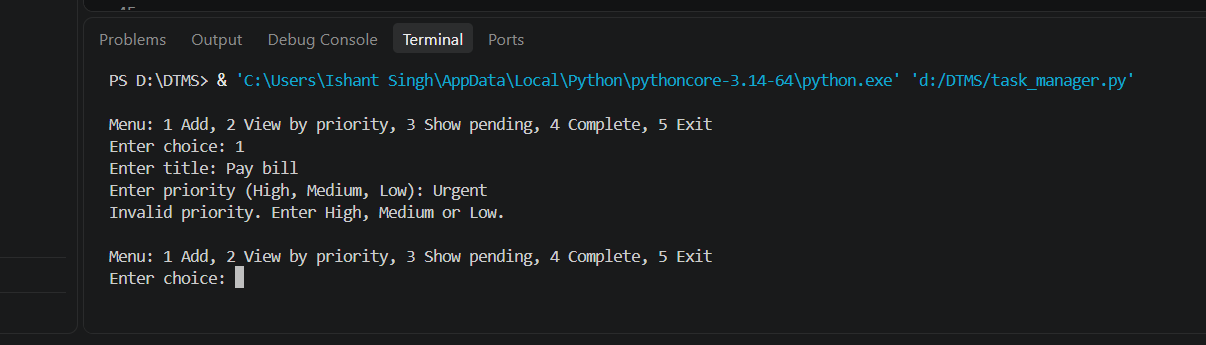 Problems Output Debug Console Terminal Ports
PS D:\DTMS> & 'C:\Users\Ishant Singh\AppData\Local\Python\pythoncore-3.14-64\python.exe' 'd:/DTMS/task_manager.py'
Menu: 1 Add, 2 View by priority, 3 Show pending, 4 Complete, 5 Exit
Enter choice: 1
Enter title: Pay bill
Enter priority (High, Medium, Low): Urgent
Invalid priority. Enter High, Medium or Low.
Menu: 1 Add, 2 View by priority, 3 Show pending, 4 Complete, 5 Exit
Enter choice: